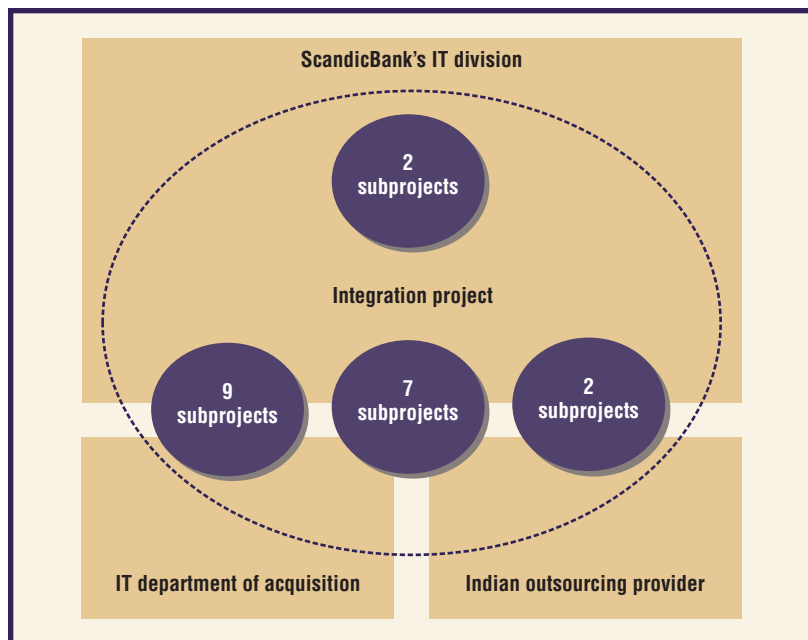 ScandicBank's IT division
2
subprojects
Integration project
9
subprojects
7
subprojects
2
subprojects
IT department of acquisition
Indian outsourcing provider